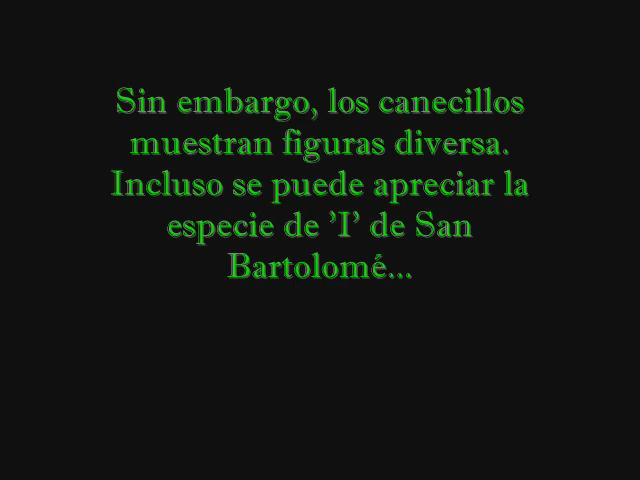 Sin embargo, los canecillos
muestran figuras diversa.
Incluso se puede apreciar la
especie de 'I' de San
Bartolomé...